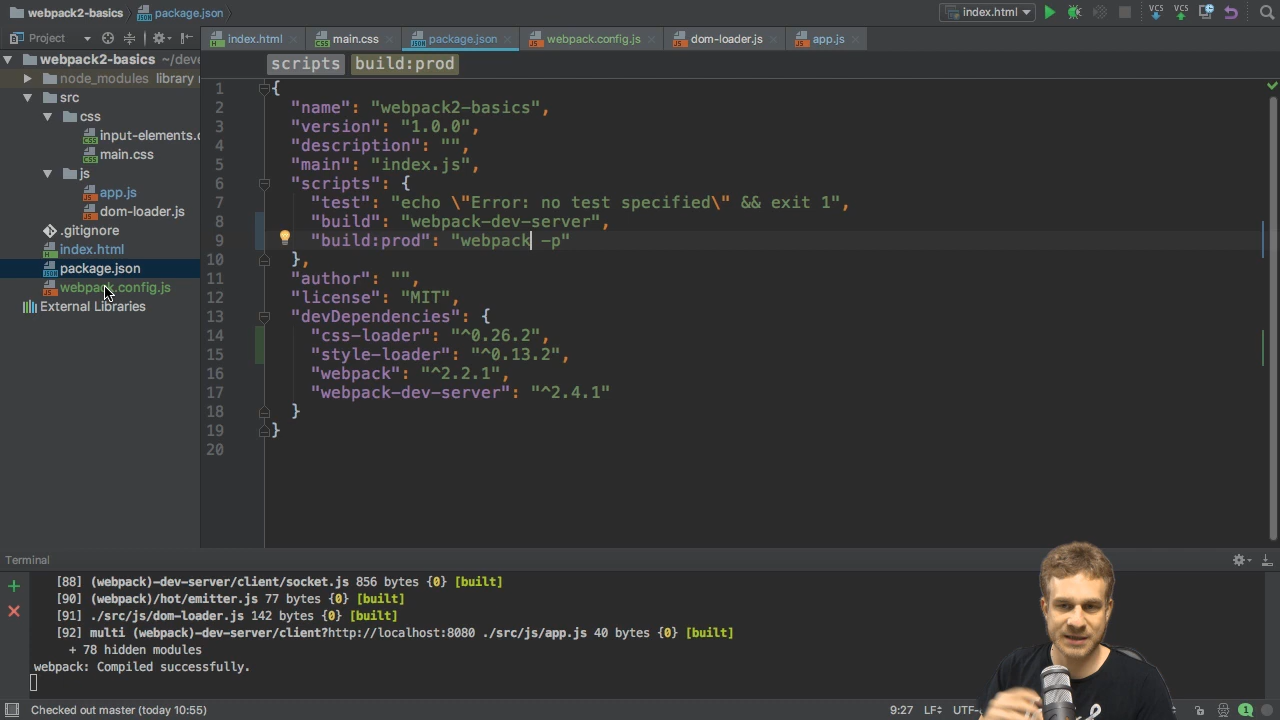 webpack2-basics package.json index.html
Project
index.html main.css package.json webpack.config.js dom-loader.js app.js
webpack2-basics ~/deve
node_modules library r
src
css
input-elements.c
main.css
js
app.js
dom-loader.js
.gitignore
index.html
package.json
webpack.config.js
External Libraries
scripts build:prod
1 {
2 "name": "webpack2-basics",
3 "version": "1.0.0",
4 "description": "",
5 "main": "index.js",
6 "scripts": {
7 "test": "echo \"Error: no test specified\" && exit 1",
8 "build": "webpack-dev-server",
9 "build:prod": "webpack -p"
10 },
11 "author": "",
12 "license": "MIT",
13 "devDependencies": {
14 "css-loader": "^0.26.2",
15 "style-loader": "^0.13.2",
16 "webpack": "^2.2.1",
17 "webpack-dev-server": "^2.4.1"
18 }
19 }
20
Terminal
[88] (webpack)-dev-server/client/socket.js 856 bytes {0} [built]
[90] (webpack)/hot/emitter.js 77 bytes {0} [built]
[91] ./src/js/dom-loader.js 142 bytes {0} [built]
[92] multi (webpack)-dev-server/client?http://localhost:8080 ./src/js/app.js 40 bytes {0} [built]
+ 78 hidden modules
webpack: Compiled successfully.
Checked out master (today 10:55) 9:27 LF÷ UTF- 1